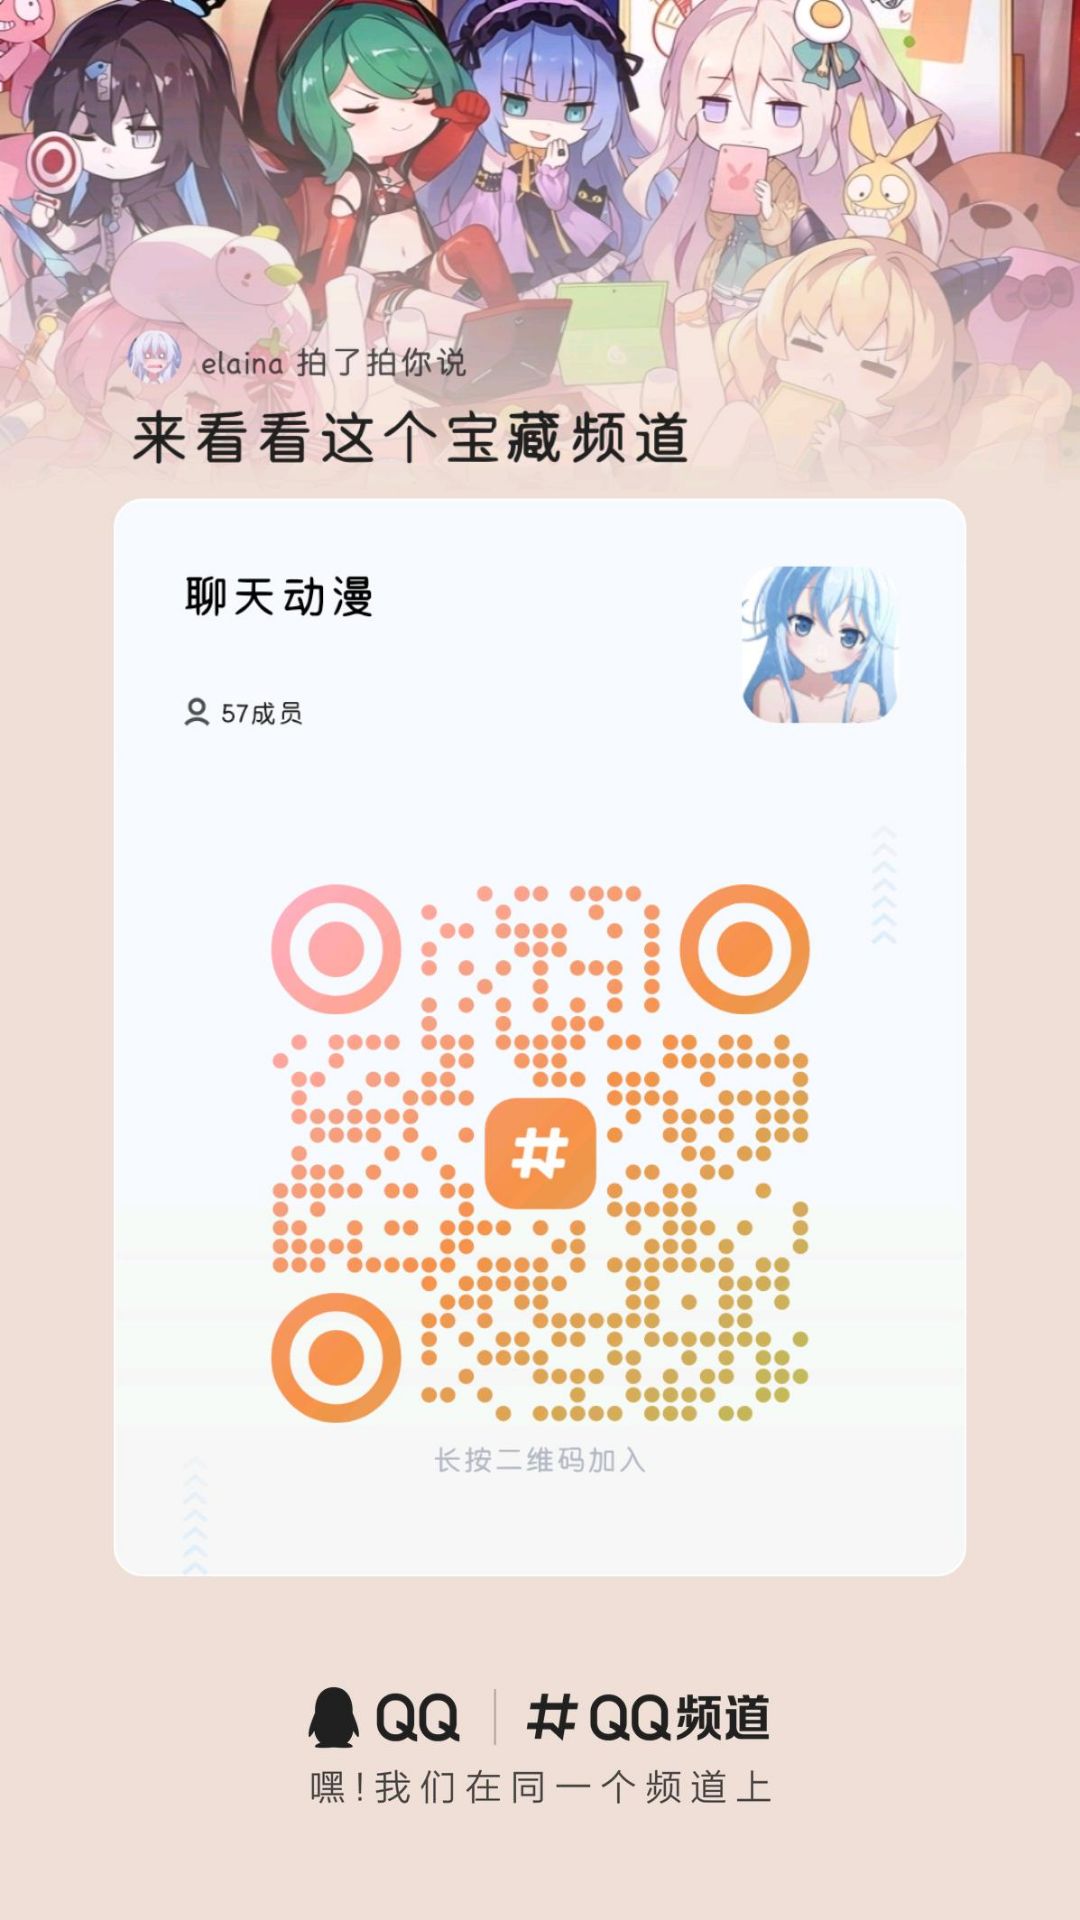 elaina 拍了拍你说
来看看这个宝藏频道
聊天动漫
57成员
长按二维码加入
QQ | QQ频道
嘿!我们在同一个频道上